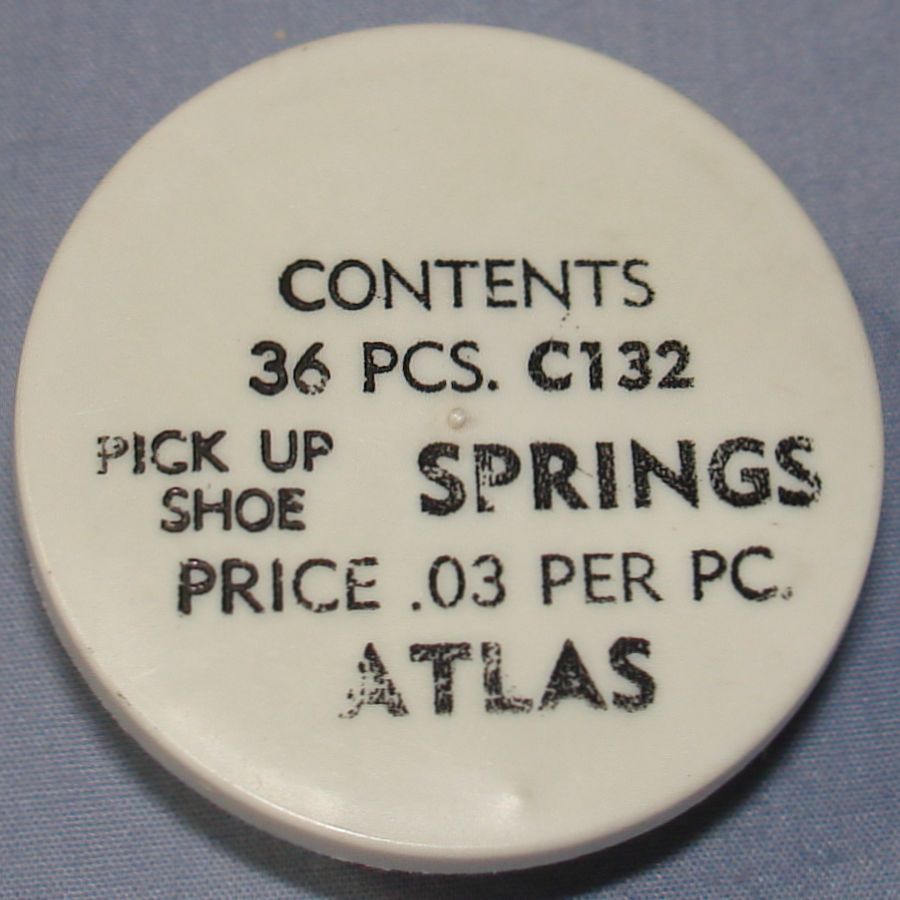 CONTENTS
36 PCS. C132
PICK UP SHOE SPRINGS
PRICE .03 PER PC.
ATLAS